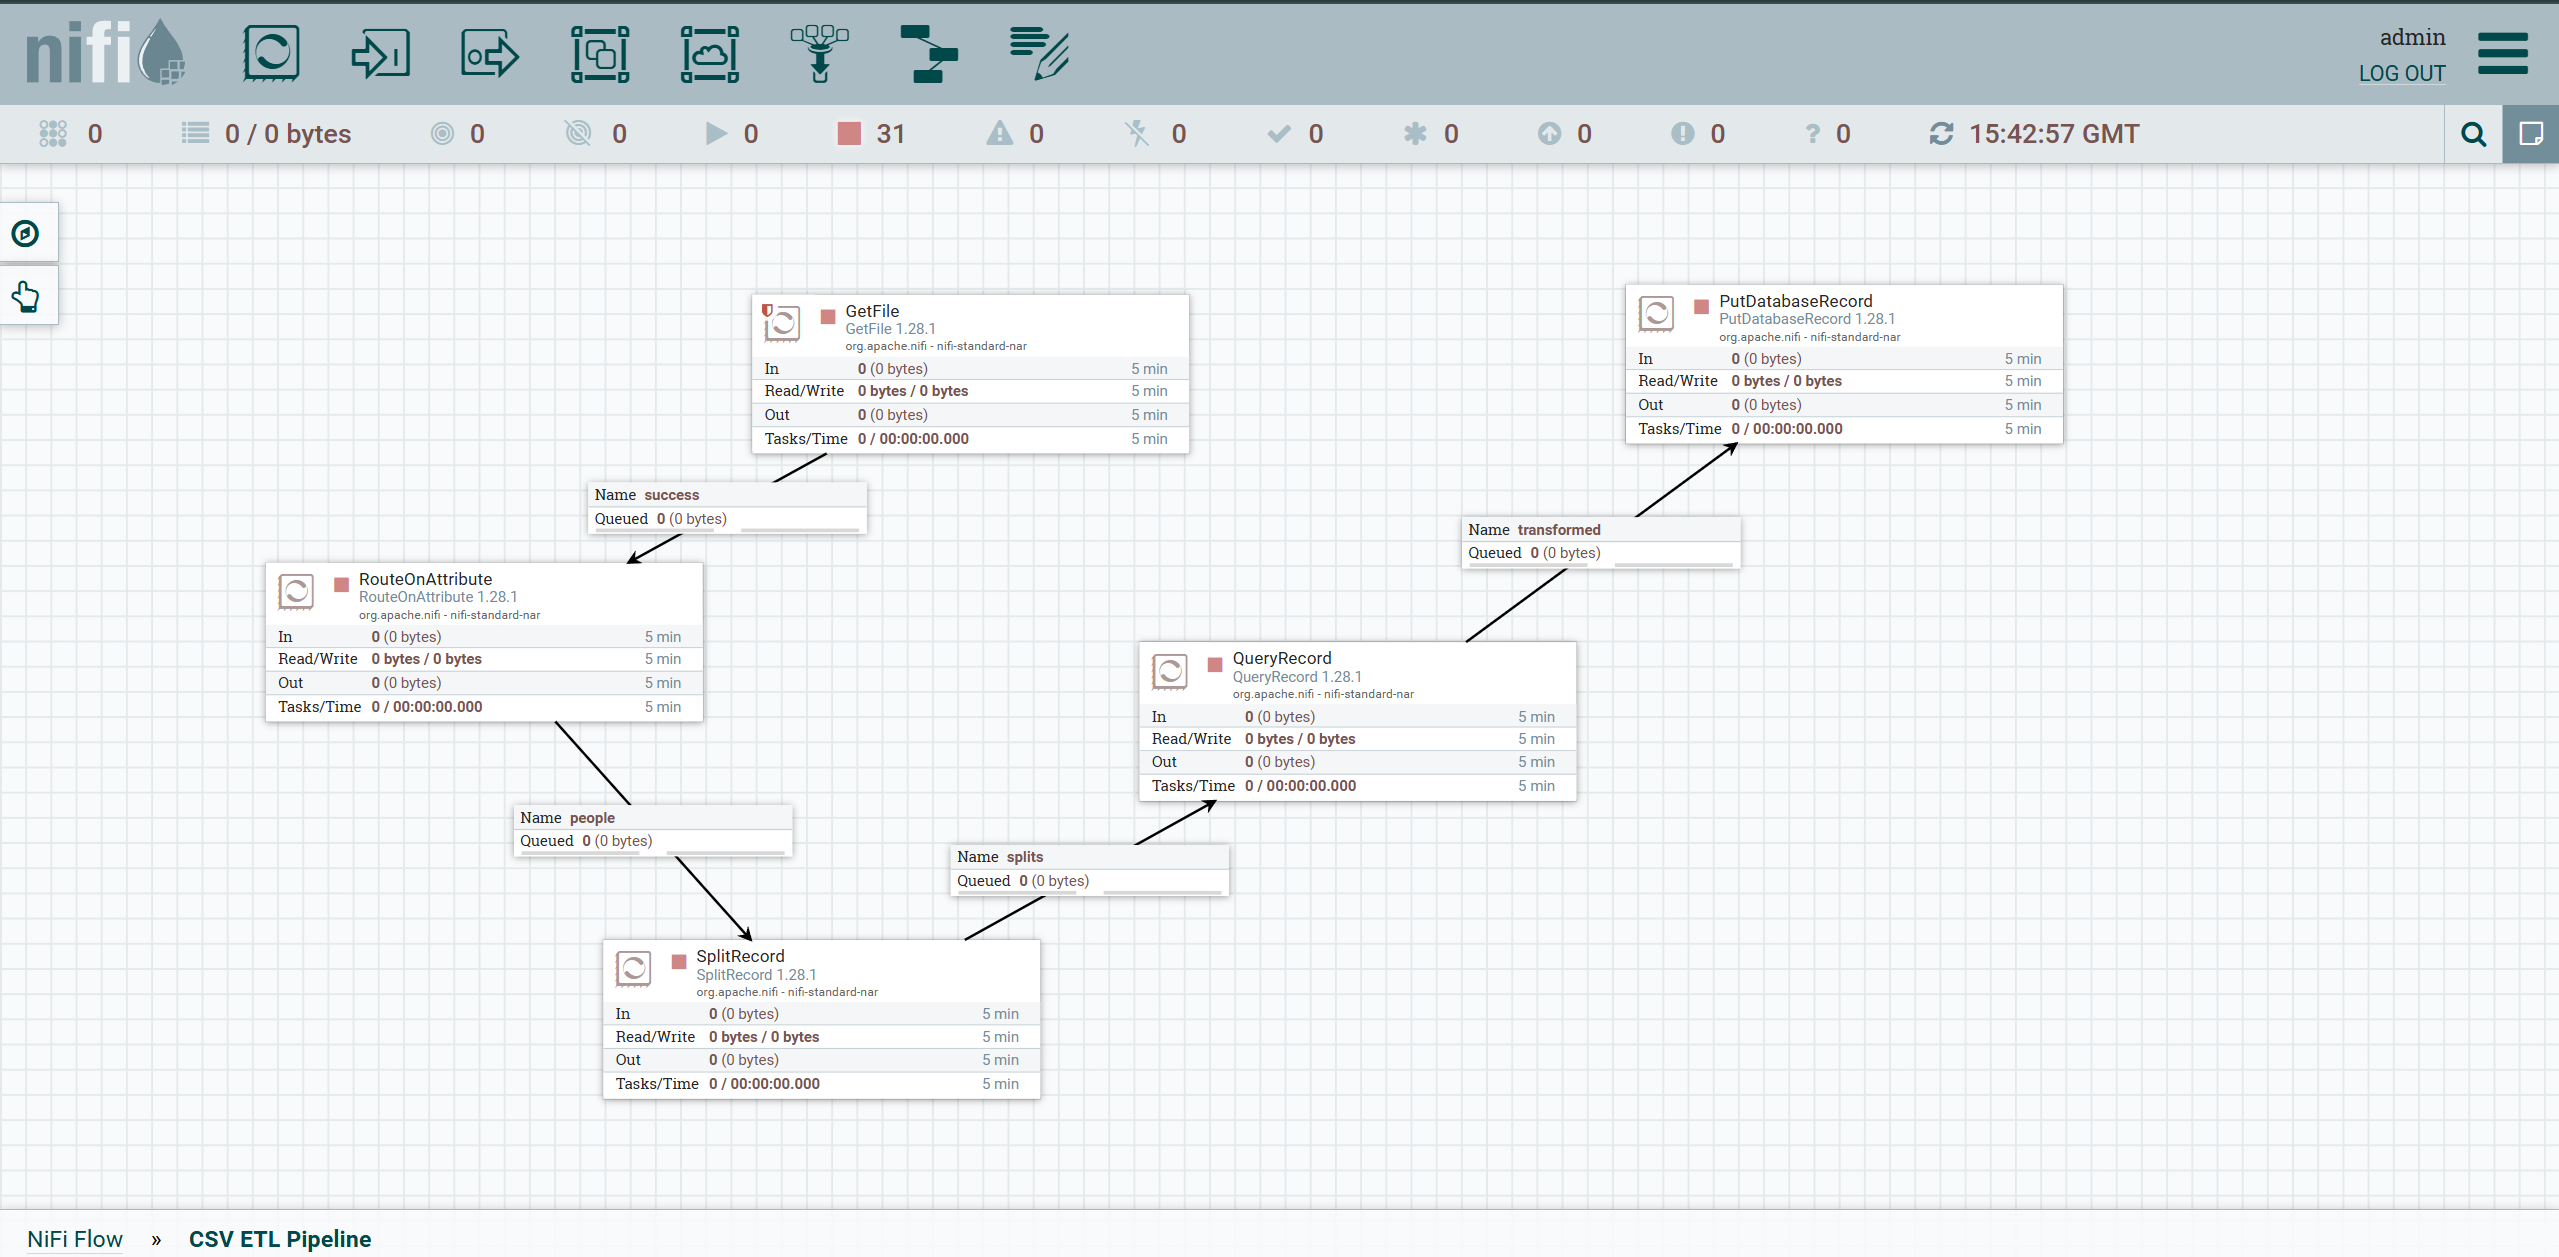 nifi
admin
LOG OUT
0
0 / 0 bytes
0
0
0
31
0
0
0
0
0
0
? 0
15:42:57 GMT
GetFile
GetFile 1.28.1
org.apache.nifi - nifi-standard-nar
In 0 (0 bytes) 5 min
Read/Write 0 bytes / 0 bytes 5 min
Out 0 (0 bytes) 5 min
Tasks/Time 0 / 00:00:00.000 5 min
PutDatabaseRecord
PutDatabaseRecord 1.28.1
org.apache.nifi - nifi-standard-nar
In 0 (0 bytes) 5 min
Read/Write 0 bytes / 0 bytes 5 min
Out 0 (0 bytes) 5 min
Tasks/Time 0 / 00:00:00.000 5 min
Name success
Queued 0 (0 bytes)
Name transformed
Queued 0 (0 bytes)
RouteOnAttribute
RouteOnAttribute 1.28.1
org.apache.nifi - nifi-standard-nar
In 0 (0 bytes) 5 min
Read/Write 0 bytes / 0 bytes 5 min
Out 0 (0 bytes) 5 min
Tasks/Time 0 / 00:00:00.000 5 min
QueryRecord
QueryRecord 1.28.1
org.apache.nifi - nifi-standard-nar
In 0 (0 bytes) 5 min
Read/Write 0 bytes / 0 bytes 5 min
Out 0 (0 bytes) 5 min
Tasks/Time 0 / 00:00:00.000 5 min
Name people
Queued 0 (0 bytes)
Name splits
Queued 0 (0 bytes)
SplitRecord
SplitRecord 1.28.1
org.apache.nifi - nifi-standard-nar
In 0 (0 bytes) 5 min
Read/Write 0 bytes / 0 bytes 5 min
Out 0 (0 bytes) 5 min
Tasks/Time 0 / 00:00:00.000 5 min
NiFi Flow » CSV ETL Pipeline